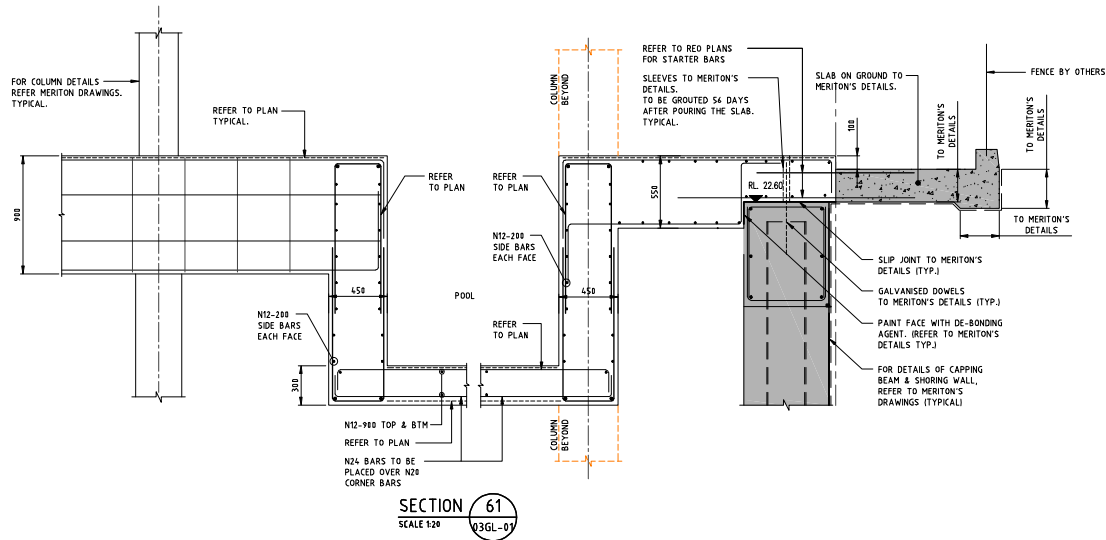 FOR COLUMN DETAILS
REFER MERITON DRAWINGS.
TYPICAL.
REFER TO PLAN
TYPICAL.
COLUMN
BEYOND
REFER TO REO PLANS
FOR STARTER BARS
SLEEVES TO MERITON'S
DETAILS.
TO BE GROUTED 56 DAYS
AFTER POURING THE SLAB.
TYPICAL.
SLAB ON GROUND TO
MERITON'S DETAILS.
FENCE BY OTHERS
100
TO MERITON'S
DETAILS
TO MERITON'S
DETAILS
900
REFER
TO PLAN
REFER
TO PLAN
550
RL. 22.60
TO MERITON'S
DETAILS
N12-200
SIDE BARS
EACH FACE
SLIP JOINT TO MERITON'S
DETAILS (TYP.)
450
POOL
450
GALVANISED DOWELS
TO MERITON'S DETAILS (TYP.)
N12-200
SIDE BARS
EACH FACE
REFER
TO PLAN
PAINT FACE WITH DE-BONDING
AGENT. (REFER TO MERITON'S
DETAILS TYP.)
300
FOR DETAILS OF CAPPING
BEAM & SHORING WALL,
REFER TO MERITON'S
DRAWINGS (TYPICAL)
N12-900 TOP & BTM
REFER TO PLAN
N24 BARS TO BE
PLACED OVER N20
CORNER BARS
COLUMN
BEYOND
SECTION 61
SCALE 1:20
03GL-01